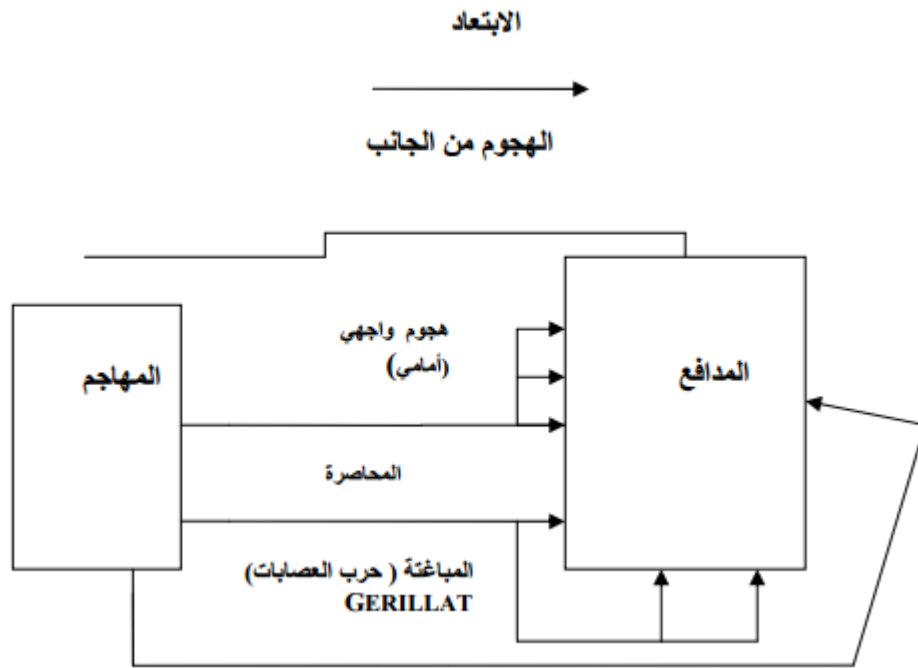 الابتعاد
الهجوم من الجانب
هجوم واجهي
(أمامي)
المهاجم
المدافع
المحاصرة
المباغتة ( حرب العصابات)
GERILLAT